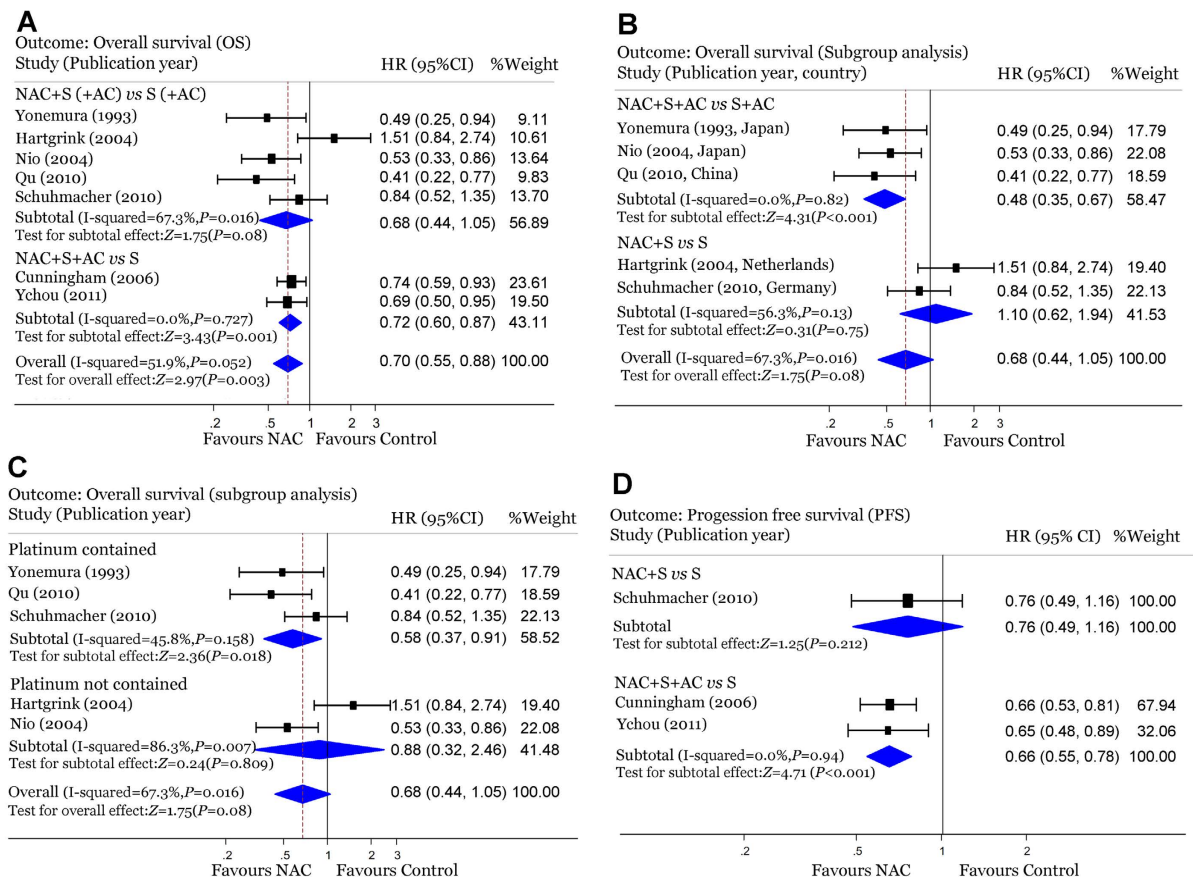 A
Outcome: Overall survival (OS)
Study (Publication year) HR (95%CI) %Weight
NAC+S (+AC) vs S (+AC)
Yonemura (1993) 0.49 (0.25, 0.94) 9.11
Hartgrink (2004) 1.51 (0.84, 2.74) 10.61
Nio (2004) 0.53 (0.33, 0.86) 13.64
Qu (2010) 0.41 (0.22, 0.77) 9.83
Schuhmacher (2010) 0.84 (0.52, 1.35) 13.70
Subtotal (I-squared=67.3%,P=0.016) 0.68 (0.44, 1.05) 56.89
Test for subtotal effect:Z=1.75(P=0.08)
NAC+S+AC vs S
Cunningham (2006) 0.74 (0.59, 0.93) 23.61
Ychou (2011) 0.69 (0.50, 0.95) 19.50
Subtotal (I-squared=0.0%,P=0.727) 0.72 (0.60, 0.87) 43.11
Test for subtotal effect:Z=3.43(P=0.001)
Overall (I-squared=51.9%,P=0.052) 0.70 (0.55, 0.88) 100.00
Test for overall effect:Z=2.97(P=0.003)
.2 .5 1 2 3
Favours NAC Favours Control
B
Outcome: Overall survival (Subgroup analysis)
Study (Publication year, country) HR (95%CI) %Weight
NAC+S+AC vs S+AC
Yonemura (1993, Japan) 0.49 (0.25, 0.94) 17.79
Nio (2004, Japan) 0.53 (0.33, 0.86) 22.08
Qu (2010, China) 0.41 (0.22, 0.77) 18.59
Subtotal (I-squared=0.0%,P=0.82) 0.48 (0.35, 0.67) 58.47
Test for subtotal effect:Z=4.31(P<0.001)
NAC+S vs S
Hartgrink (2004, Netherlands) 1.51 (0.84, 2.74) 19.40
Schuhmacher (2010, Germany) 0.84 (0.52, 1.35) 22.13
Subtotal (I-squared=56.3%,P=0.13) 1.10 (0.62, 1.94) 41.53
Test for subtotal effect:Z=0.31(P=0.75)
Overall (I-squared=67.3%,P=0.016) 0.68 (0.44, 1.05) 100.00
Test for overall effect:Z=1.75(P=0.08)
.2 .5 1 2 3
Favours NAC Favours Control
C
Outcome: Overall survival (subgroup analysis)
Study (Publication year) HR (95%CI) %Weight
Platinum contained
Yonemura (1993) 0.49 (0.25, 0.94) 17.79
Qu (2010) 0.41 (0.22, 0.77) 18.59
Schuhmacher (2010) 0.84 (0.52, 1.35) 22.13
Subtotal (I-squared=45.8%,P=0.158) 0.58 (0.37, 0.91) 58.52
Test for subtotal effect:Z=2.36(P=0.018)
Platinum not contained
Hartgrink (2004) 1.51 (0.84, 2.74) 19.40
Nio (2004) 0.53 (0.33, 0.86) 22.08
Subtotal (I-squared=86.3%,P=0.007) 0.88 (0.32, 2.46) 41.48
Test for subtotal effect:Z=0.24(P=0.809)
Overall (I-squared=67.3%,P=0.016) 0.68 (0.44, 1.05) 100.00
Test for overall effect:Z=1.75(P=0.08)
.2 .5 1 2 3
Favours NAC Favours Control
D
Outcome: Progession free survival (PFS)
Study (Publication year) HR (95% CI) %Weight
NAC+S vs S
Schuhmacher (2010) 0.76 (0.49, 1.16) 100.00
Subtotal 0.76 (0.49, 1.16) 100.00
Test for subtotal effect:Z=1.25(P=0.212)
NAC+S+AC vs S
Cunningham (2006) 0.66 (0.53, 0.81) 67.94
Ychou (2011) 0.65 (0.48, 0.89) 32.06
Subtotal (I-squared=0.0%,P=0.94) 0.66 (0.55, 0.78) 100.00
Test for subtotal effect:Z=4.71 (P<0.001)
.2 .5 1 2
Favours NAC Favours Control